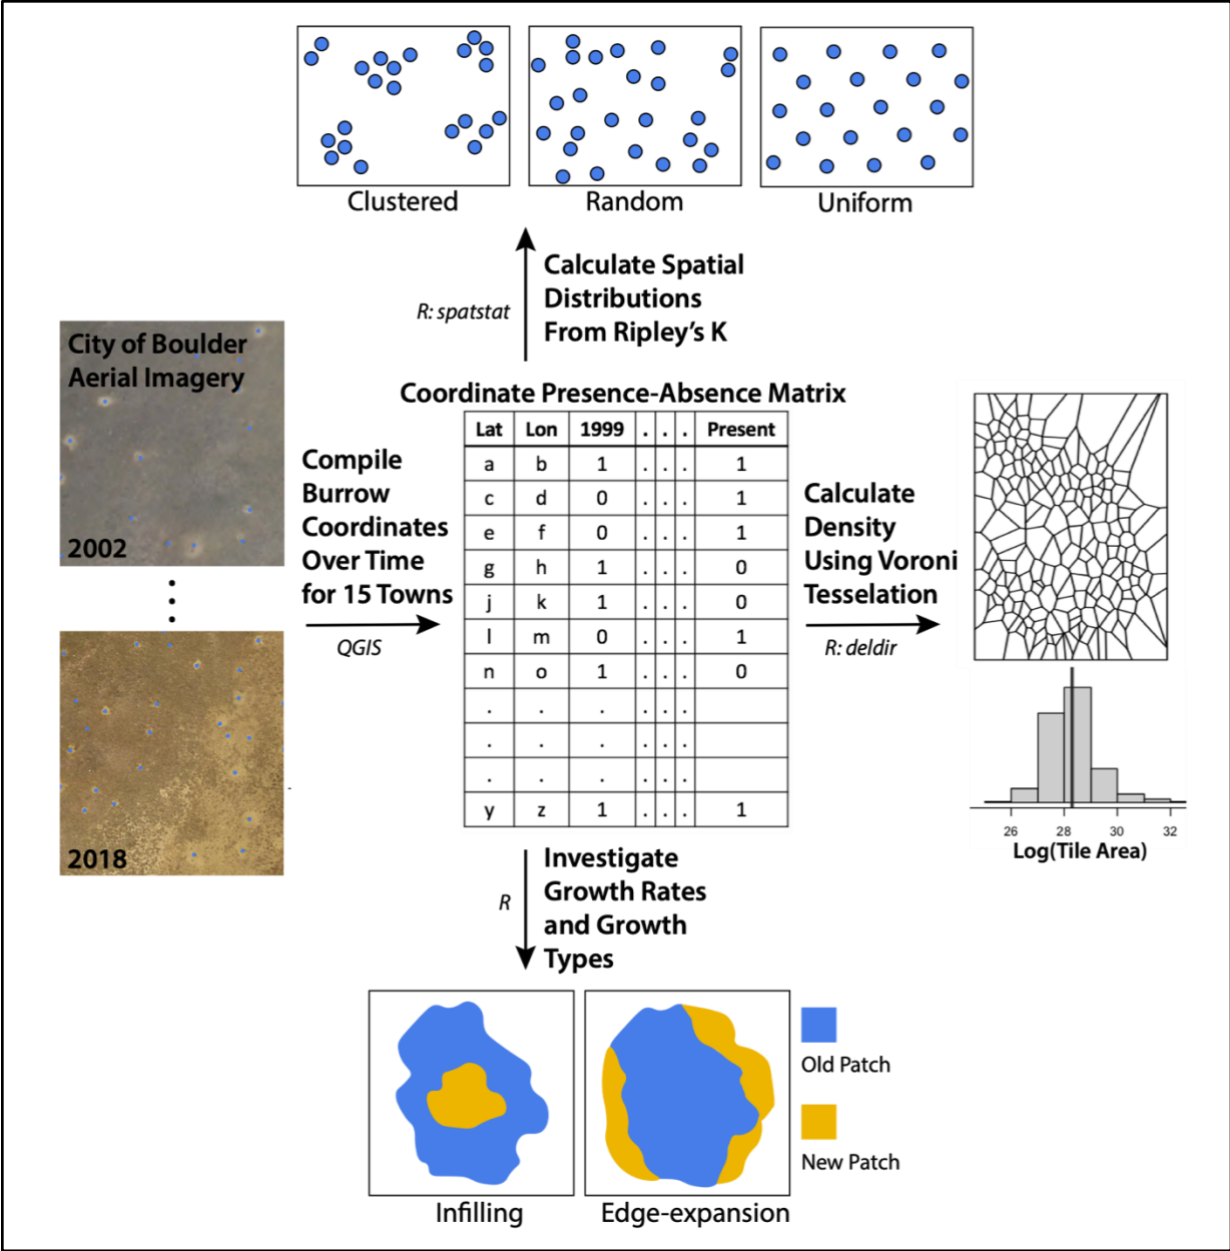 Clustered
Random
Uniform
R: spatstat
Calculate Spatial
Distributions
From Ripley's K
City of Boulder
Aerial Imagery
2002
2018
Compile
Burrow
Coordinates
Over Time
for 15 Towns
QGIS
Coordinate Presence-Absence Matrix
Lat Lon 1999 . . . Present
a b 1 . . . 1
c d 0 . . . 1
e f 0 . . . 1
g h 1 . . . 0
j k 1 . . . 0
l m 0 . . . 1
n o 1 . . . 0
. . . . . .
. . . . . .
. . . . . .
y z 1 . . . 1
Calculate
Density
Using Voroni
Tesselation
R: deldir
26 28 30 32
Log(Tile Area)
R
Investigate
Growth Rates
and Growth
Types
Old Patch
New Patch
Infilling
Edge-expansion